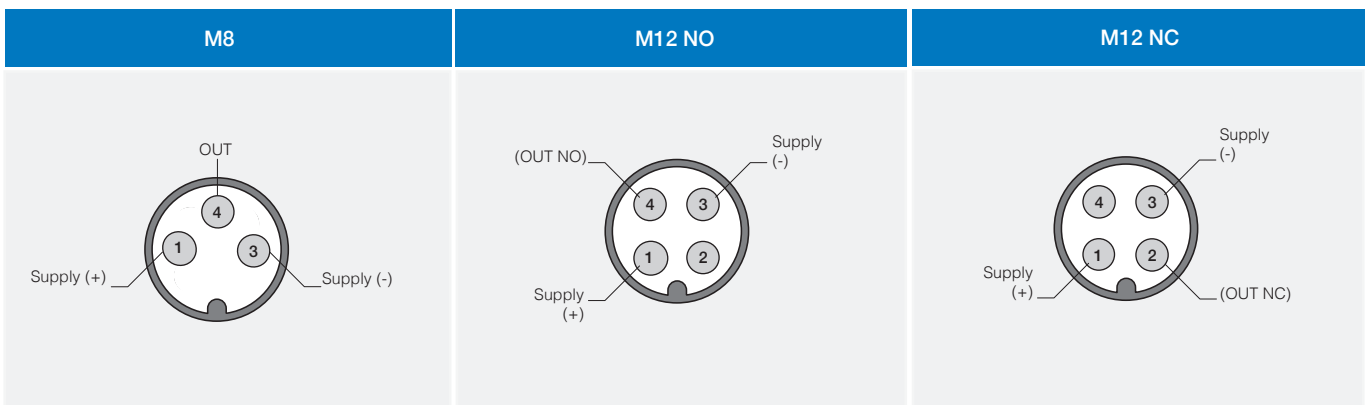 M8
M12 NO
M12 NC
OUT
4
1
3
Supply (+)
Supply (-)
Supply
(-)
(OUT NO)
4
3
1
2
Supply
(+)
Supply
(-)
4
3
1
2
Supply
(+)
(OUT NC)